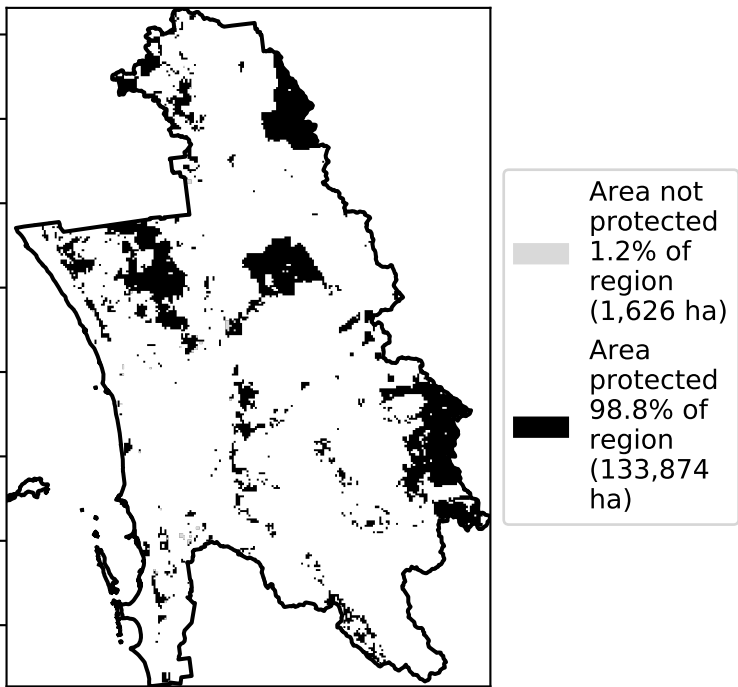 Area not
protected
1.2% of
region
(1,626 ha)
Area
protected
98.8% of
region
(133,874
ha)